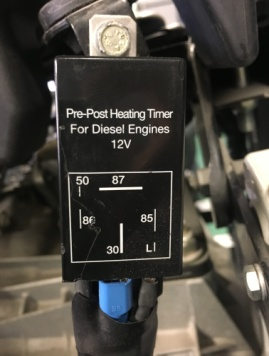 Pre-Post Heating Timer
For Diesel Engines
12V
50 87
86 85
30 L